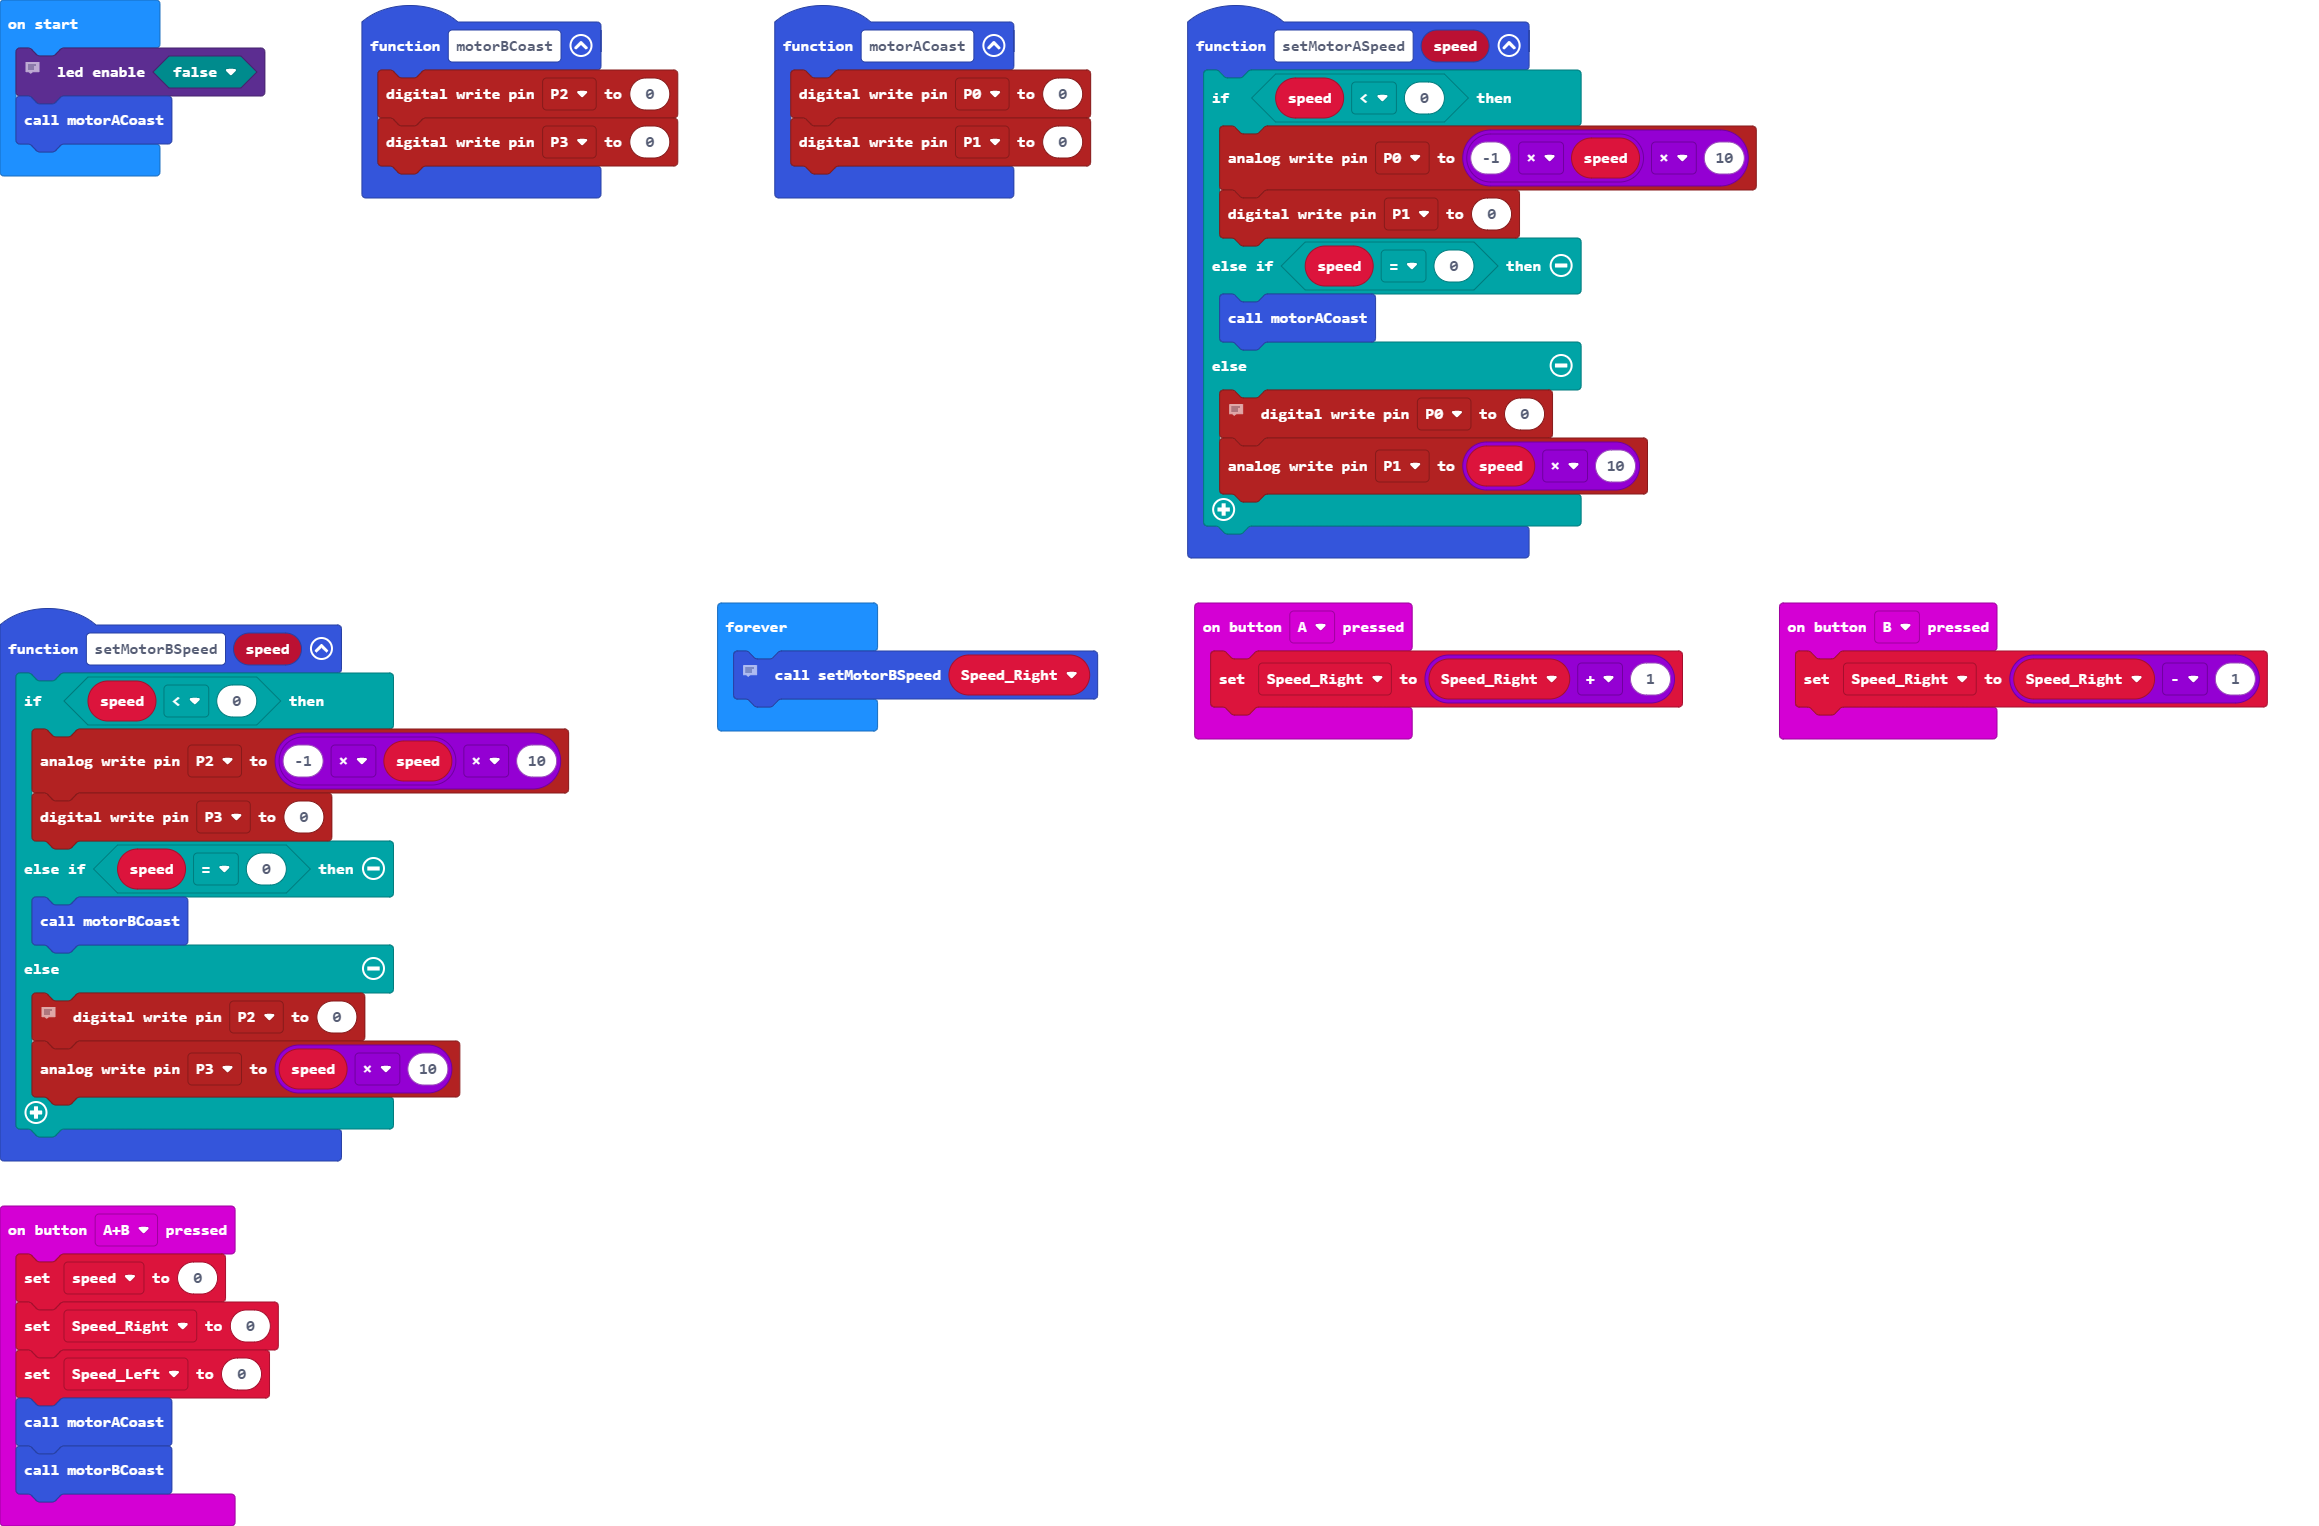 on start
led enable false
call motorACoast
function motorBCoast
digital write pin P2 to 0
digital write pin P3 to 0
function motorACoast
digital write pin P0 to 0
digital write pin P1 to 0
function setMotorASpeed speed
if speed < 0 then
analog write pin P0 to -1 × speed × 10
digital write pin P1 to 0
else if speed = 0 then
call motorACoast
else
digital write pin P0 to 0
analog write pin P1 to speed × 10
function setMotorBSpeed speed
if speed < 0 then
analog write pin P2 to -1 × speed × 10
digital write pin P3 to 0
else if speed = 0 then
call motorBCoast
else
digital write pin P2 to 0
analog write pin P3 to speed × 10
forever
call setMotorBSpeed Speed_Right
on button A pressed
set Speed_Right to Speed_Right + 1
on button B pressed
set Speed_Right to Speed_Right - 1
on button A+B pressed
set speed to 0
set Speed_Right to 0
set Speed_Left to 0
call motorACoast
call motorBCoast